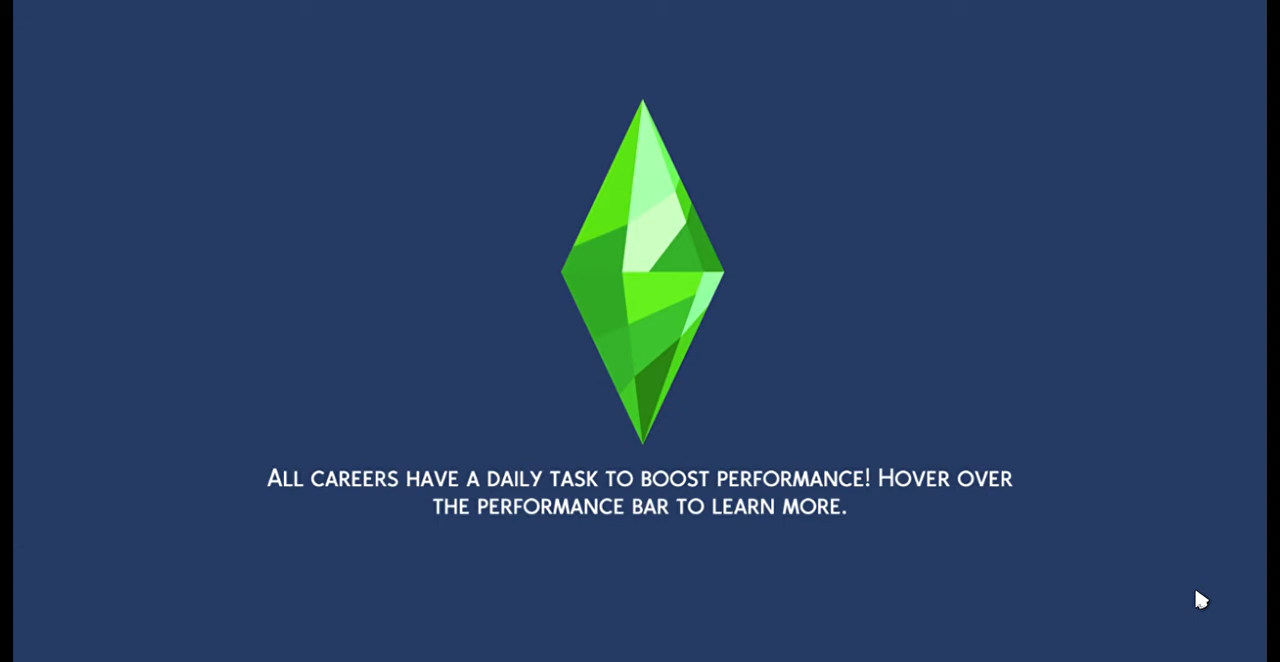 All careers have a daily task to boost performance! Hover over
the performance bar to learn more.